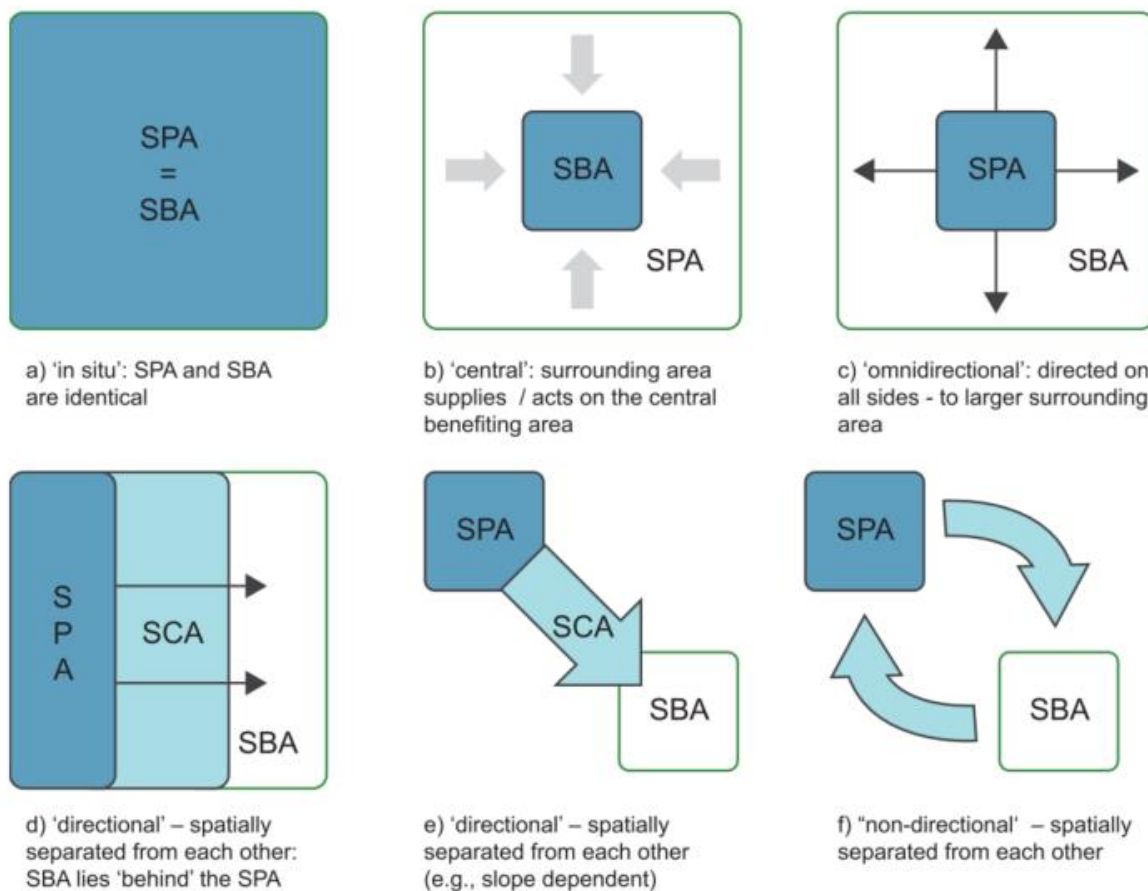 SPA
=
SBA
SBA
SPA
SPA
SBA
a) 'in situ': SPA and SBA
are identical
b) 'central': surrounding area
supplies / acts on the central
benefiting area
c) 'omnidirectional': directed on
all sides - to larger surrounding
area
S
P
A
SCA
SBA
SPA
SCA
SBA
SPA
SBA
d) 'directional' – spatially
separated from each other:
SBA lies 'behind' the SPA
e) 'directional' – spatially
separated from each other
(e.g., slope dependent)
f) "non-directional' – spatially
separated from each other